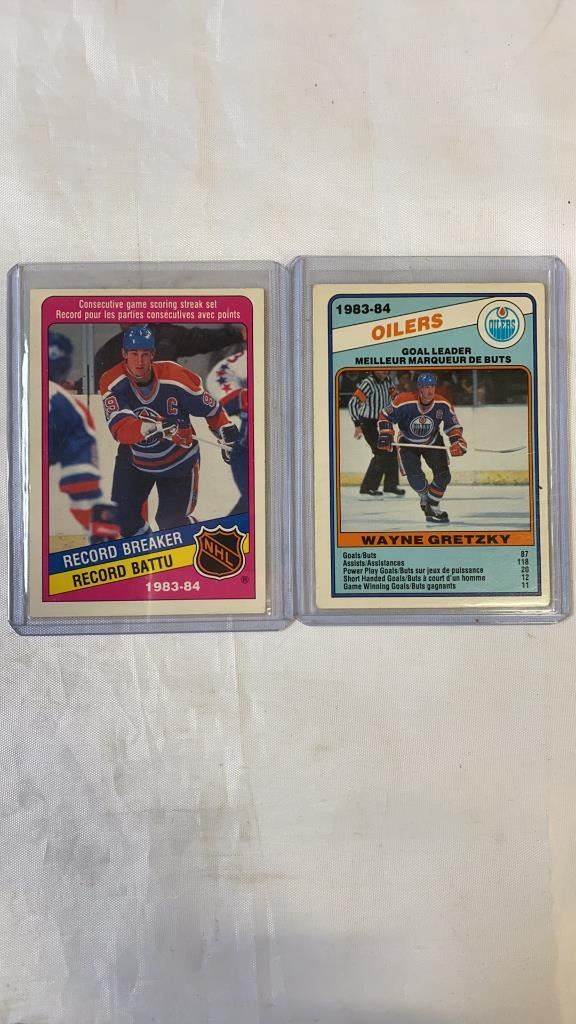 Consecutive game scoring streak set
Record pour les parties consécutives avec points
C
RECORD BREAKER
RECORD BATTU
NHL
®
1983-84
1983-84
OILERS
OILERS
GOAL LEADER
MEILLEUR MARQUEUR DE BUTS
WAYNE GRETZKY
Goals/Buts 87
Assists/Assistances 118
Power Play Goals/Buts sur jeux de puissance 20
Short Handed Goals/Buts à court d'un homme 12
Game Winning Goals/Buts gagnants 11